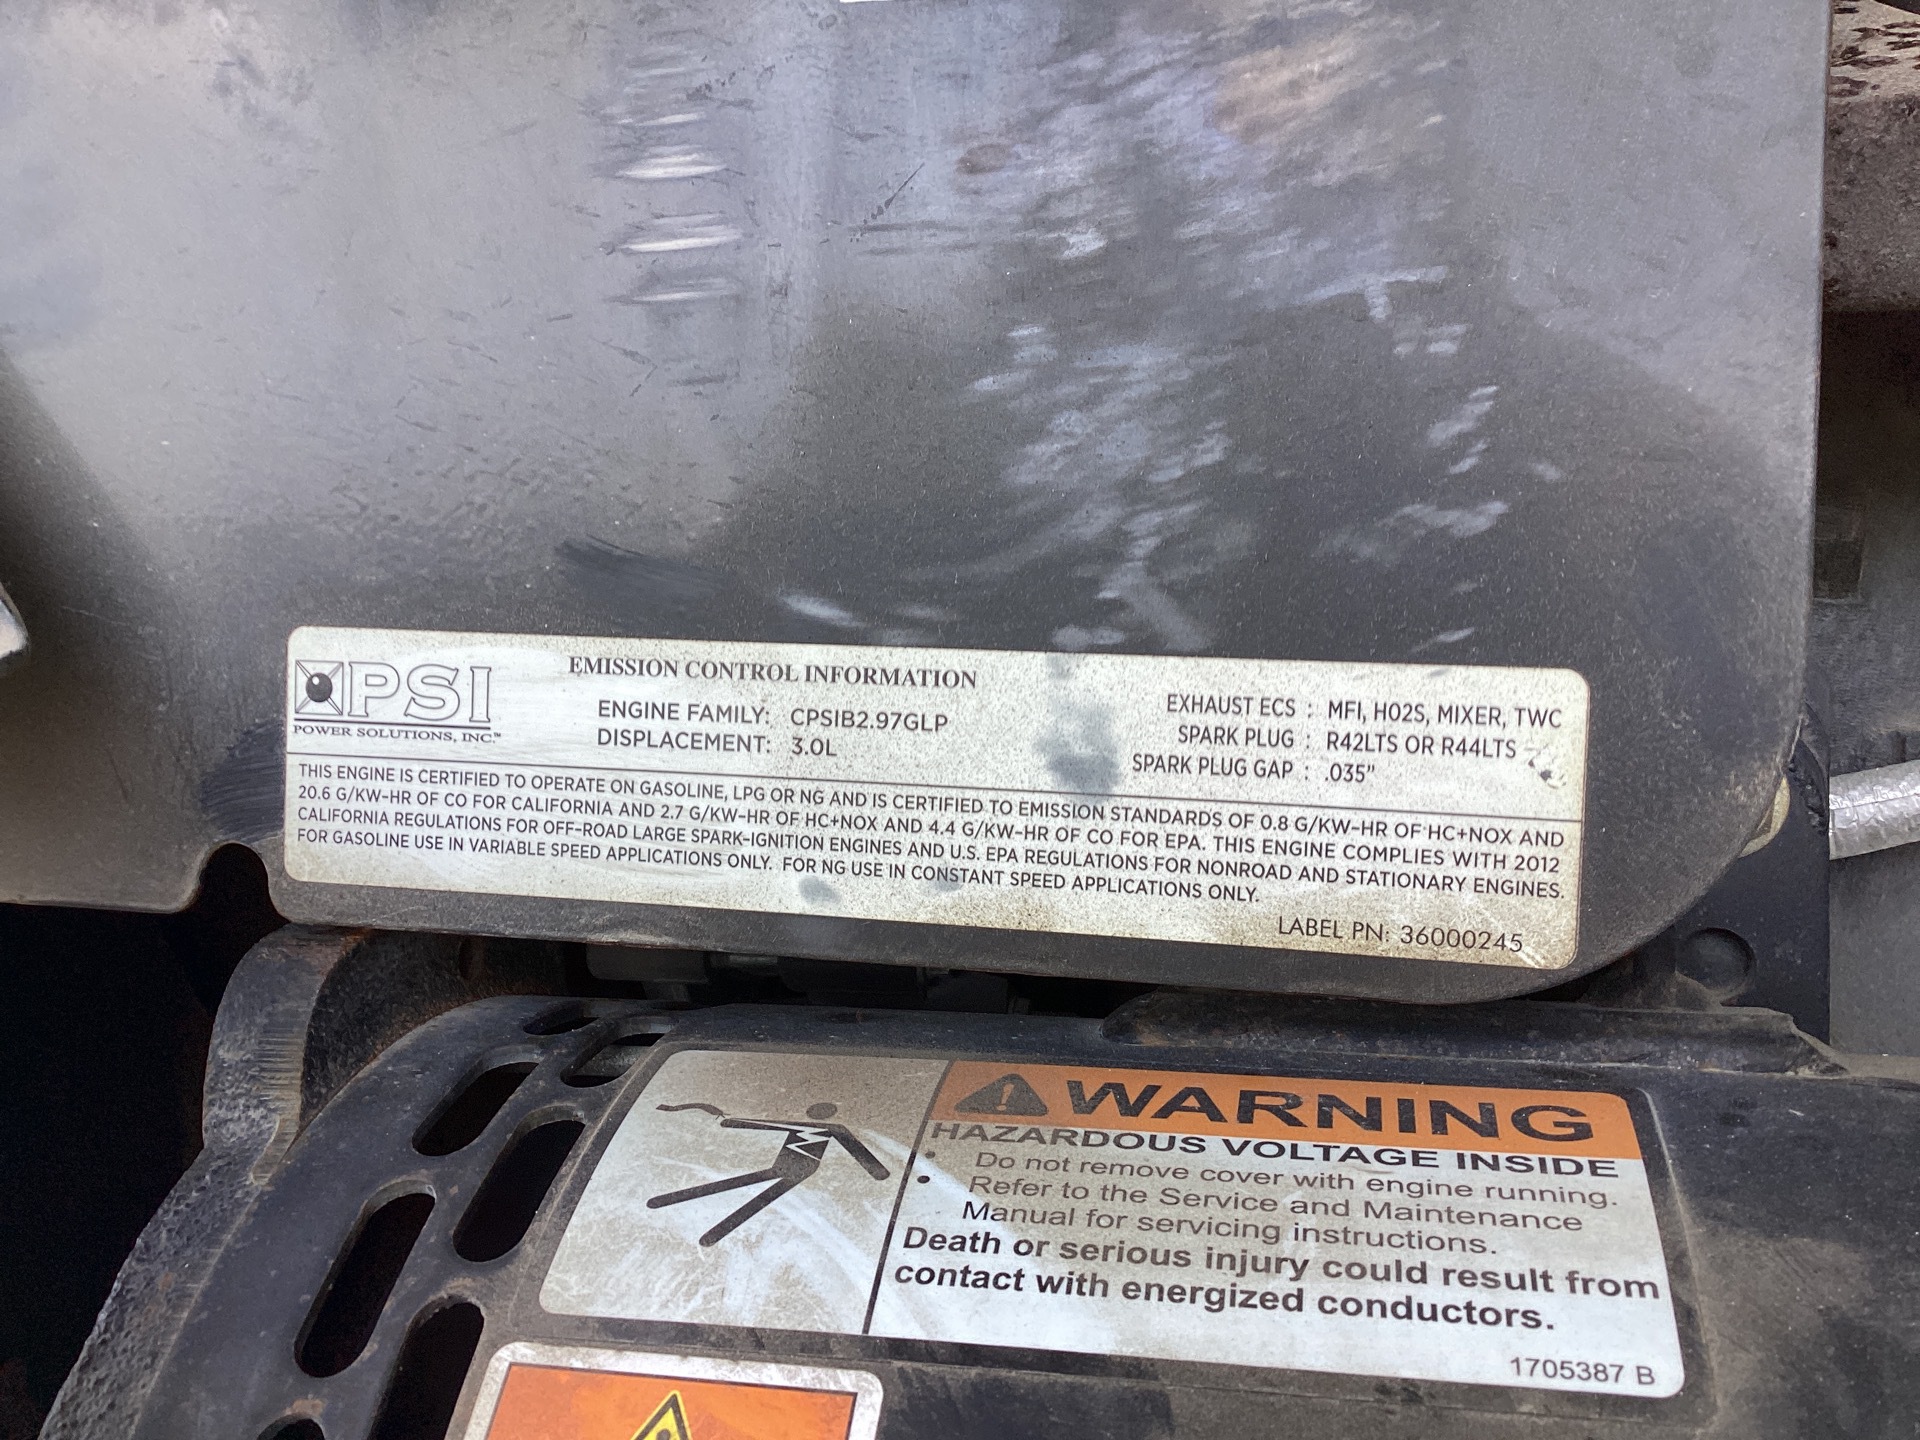 PSI
POWER SOLUTIONS, INC.™
EMISSION CONTROL INFORMATION
ENGINE FAMILY: CPSIB2.97GLP
DISPLACEMENT: 3.0L
EXHAUST ECS : MFI, H02S, MIXER, TWC
SPARK PLUG : R42LTS OR R44LTS
SPARK PLUG GAP : .035"
THIS ENGINE IS CERTIFIED TO OPERATE ON GASOLINE, LPG OR NG AND IS CERTIFIED TO EMISSION STANDARDS OF 0.8 G/KW-HR OF HC+NOX AND
20.6 G/KW-HR OF CO FOR CALIFORNIA AND 2.7 G/KW-HR OF HC+NOX AND 4.4 G/KW-HR OF CO FOR EPA. THIS ENGINE COMPLIES WITH 2012
CALIFORNIA REGULATIONS FOR OFF-ROAD LARGE SPARK-IGNITION ENGINES AND U.S. EPA REGULATIONS FOR NONROAD AND STATIONARY ENGINES.
FOR GASOLINE USE IN VARIABLE SPEED APPLICATIONS ONLY. FOR NG USE IN CONSTANT SPEED APPLICATIONS ONLY.
LABEL PN: 36000245
WARNING
HAZARDOUS VOLTAGE INSIDE
• Do not remove cover with engine running.
• Refer to the Service and Maintenance
Manual for servicing instructions.
Death or serious injury could result from
contact with energized conductors.
1705387 B